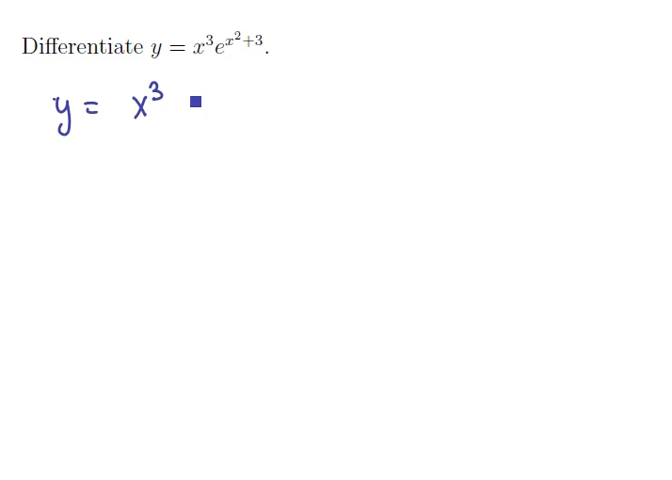 Differentiate y = x³e^{x²+3}.
y = x³